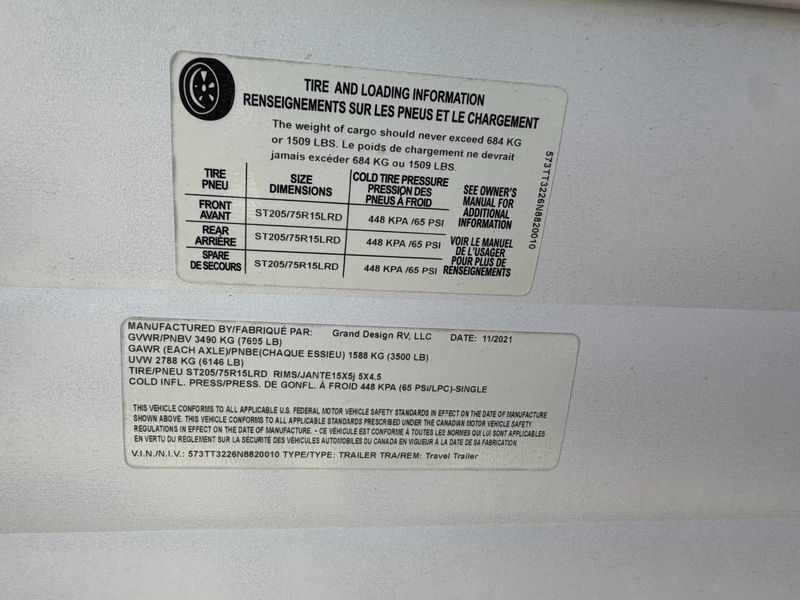 TIRE AND LOADING INFORMATION
RENSEIGNEMENTS SUR LES PNEUS ET LE CHARGEMENT
The weight of cargo should never exceed 684 KG
or 1509 LBS. Le poids de chargement ne devrait
jamais excéder 684 KG ou 1509 LBS.
TIRE PNEU SIZE DIMENSIONS COLD TIRE PRESSURE PRESSION DES PNEUS À FROID
FRONT AVANT ST205/75R15LRD 448 KPA /65 PSI
REAR ARRIÈRE ST205/75R15LRD 448 KPA /65 PSI
SPARE DE SECOURS ST205/75R15LRD 448 KPA /65 PSI
SEE OWNER'S
MANUAL FOR
ADDITIONAL
INFORMATION
VOIR LE MANUEL
DE L'USAGER
POUR PLUS DE
RENSEIGNEMENTS
573TT3226N8820010
MANUFACTURED BY/FABRIQUÉ PAR: Grand Design RV, LLC DATE: 11/2021
GVWR/PNBV 3490 KG (7695 LB)
GAWR (EACH AXLE)/PNBE(CHAQUE ESSIEU) 1588 KG (3500 LB)
UVW 2788 KG (6146 LB)
TIRE/PNEU ST205/75R15LRD RIMS/JANTE15X5j 5X4.5
COLD INFL. PRESS/PRESS. DE GONFL. À FROID 448 KPA (65 PSI/LPC)-SINGLE
THIS VEHICLE CONFORMS TO ALL APPLICABLE U.S. FEDERAL MOTOR VEHICLE SAFETY STANDARDS IN EFFECT ON THE DATE OF MANUFACTURE
SHOWN ABOVE. THIS VEHICLE CONFORMS TO ALL APPLICABLE STANDARDS PRESCRIBED UNDER THE CANADIAN MOTOR VEHICLE SAFETY
REGULATIONS IN EFFECT ON THE DATE OF MANUFACTURE. - CE VÉHICULE EST CONFORME À TOUTES LES NORMES QUI LUI SONT APPLICABLES
EN VERTU DU RÈGLEMENT SUR LA SÉCURITÉ DES VÉHICULES AUTOMOBILES DU CANADA EN VIGUEUR À LA DATE DE SA FABRICATION.
V.I.N./N.I.V.: 573TT3226N8820010 TYPE/TYPE: TRAILER TRA/REM: Travel Trailer